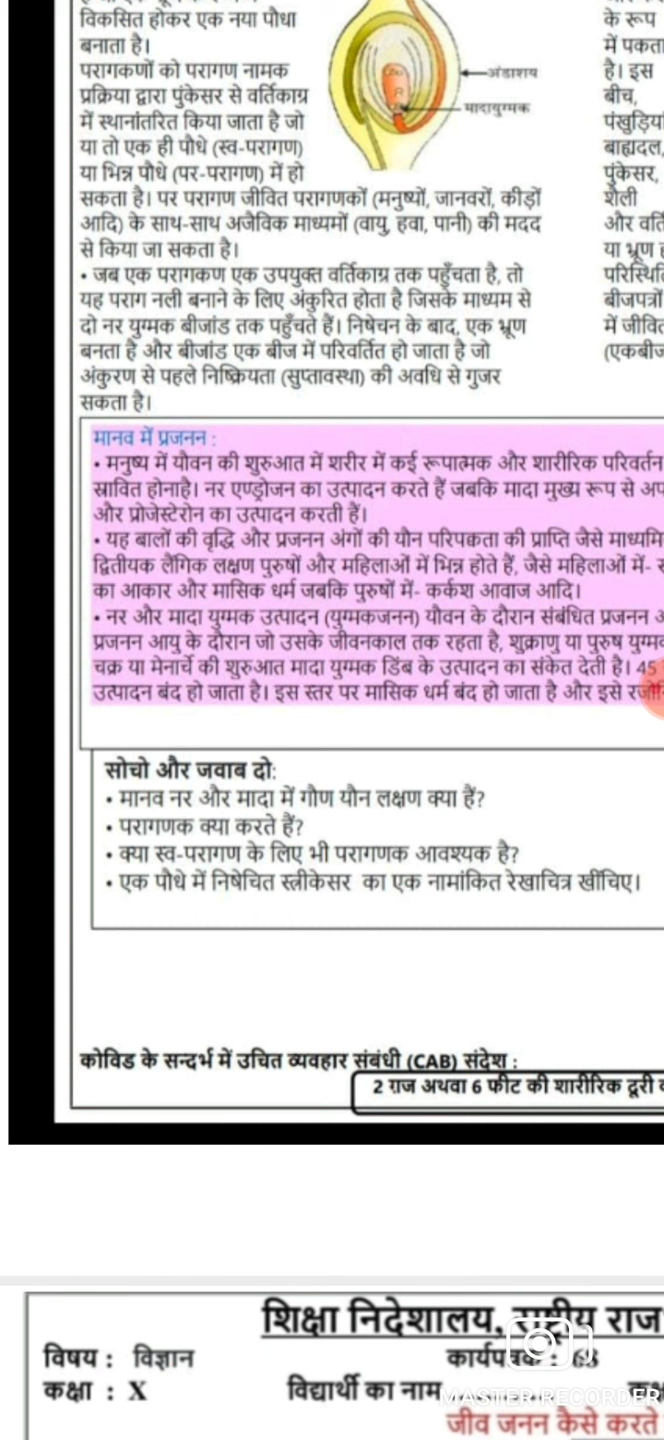 विकसित होकर एक नया पौधा
बनाता है।
परागकणों को परागण नामक
प्रक्रिया द्वारा पुंकेसर से वर्तिकाग्र
में स्थानांतरित किया जाता है जो
या तो एक ही पौधे (स्व-परागण)
या भिन्न पौधे (पर-परागण) में हो
सकता है। पर परागण जीवित परागणकों (मनुष्यों, जानवरों, कीड़ों
आदि) के साथ-साथ अजैविक माध्यमों (वायु, हवा, पानी) की मदद
से किया जा सकता है।
• जब एक परागकण एक उपयुक्त वर्तिकाग्र तक पहुँचता है, तो
यह पराग नली बनाने के लिए अंकुरित होता है जिसके माध्यम से
दो नर युग्मक बीजांड तक पहुँचते हैं। निषेचन के बाद, एक भ्रूण
बनता है और बीजांड एक बीज में परिवर्तित हो जाता है जो
अंकुरण से पहले निष्क्रियता (सुप्तावस्था) की अवधि से गुजर
सकता है।
अंडाशय
मादायुग्मक
के रूप
में पकता
है। इस
बीच,
पंखुड़िया
बाह्यदल,
पुंकेसर,
शैली
और वर्ति
या भ्रूण
परिस्थिति
बीजपत्रों
में जीवित
(एकबीज
मानव में प्रजनन :
• मनुष्य में यौवन की शुरुआत में शरीर में कई रूपात्मक और शारीरिक परिवर्तन
स्रावित होनाहै। नर एण्ड्रोजन का उत्पादन करते हैं जबकि मादा मुख्य रूप से अप
और प्रोजेस्टेरोन का उत्पादन करती हैं।
• यह बालों की वृद्धि और प्रजनन अंगों की यौन परिपक्वता की प्राप्ति जैसे माध्यमि
द्वितीयक लैंगिक लक्षण पुरुषों और महिलाओं में भिन्न होते हैं, जैसे महिलाओं में-
का आकार और मासिक धर्म जबकि पुरुषों में- कर्कश आवाज आदि।
• नर और मादा युग्मक उत्पादन (युग्मकजनन) यौवन के दौरान संबंधित प्रजनन
प्रजनन आयु के दौरान जो उसके जीवनकाल तक रहता है, शुक्राणु या पुरुष युग्म
चक्र या मेनार्चे की शुरुआत मादा युग्मक डिंब के उत्पादन का संकेत देती है। 45
उत्पादन बंद हो जाता है। इस स्तर पर मासिक धर्म बंद हो जाता है और इसे
सोचो और जवाब दो:
• मानव नर और मादा में गौण यौन लक्षण क्या हैं?
• परागणक क्या करते हैं?
• क्या स्व-परागण के लिए भी परागणक आवश्यक है?
• एक पौधे में निषेचित स्त्रीकेसर का एक नामांकित रेखाचित्र खींचिए।
कोविड के सन्दर्भ में उचित व्यवहार संबंधी (CAB) संदेश :
2 गज अथवा 6 फीट की शारीरिक दूरी
शिक्षा निदेशालय, राष्ट्रीय राज
विषय : विज्ञान
कार्यपत्रक : 68
कक्षा : X
विद्यार्थी का नाम
MASTER RECORDER
जीव जनन कैसे करते